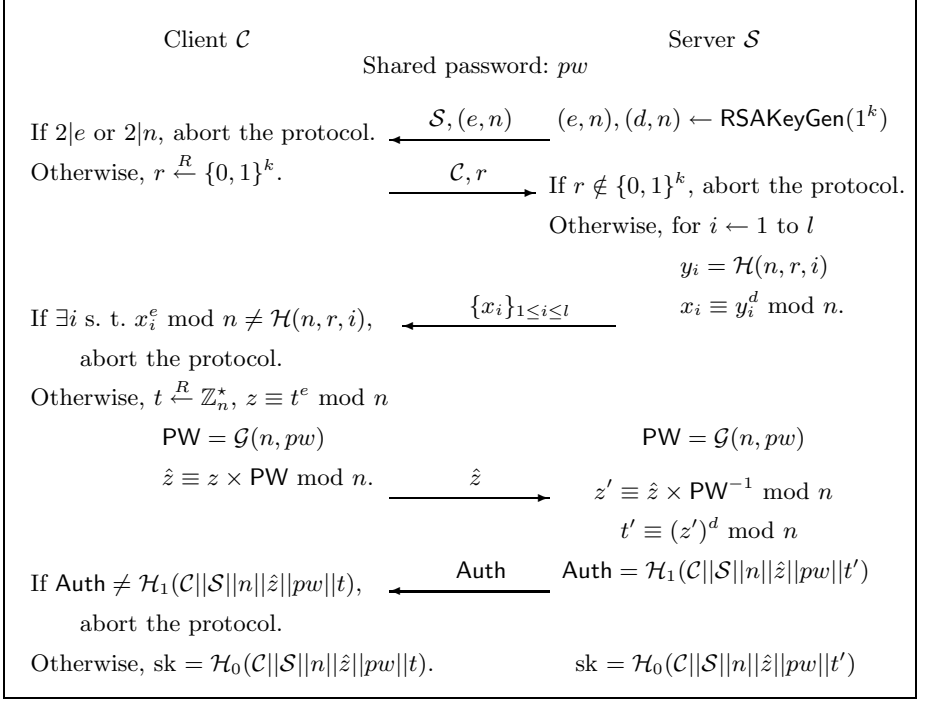 Client 𝒞 Server 𝒮
Shared password: pw
If 2|e or 2|n, abort the protocol. 𝒮, (e, n) (e, n), (d, n) ← RSAKeyGen(1^k)
Otherwise, r ←^R {0, 1}^k. 𝒞, r If r ∉ {0, 1}^k, abort the protocol.
Otherwise, for i ← 1 to l
y_i = ℋ(n, r, i)
If ∃i s. t. x_i^e mod n ≠ ℋ(n, r, i), {x_i}_{1≤i≤l} x_i ≡ y_i^d mod n.
abort the protocol.
Otherwise, t ←^R ℤ_n^⋆, z ≡ t^e mod n
PW = 𝒢(n, pw) PW = 𝒢(n, pw)
ẑ ≡ z × PW mod n. ẑ z′ ≡ ẑ × PW^{−1} mod n
t′ ≡ (z′)^d mod n
If Auth ≠ ℋ_1(𝒞||𝒮||n||ẑ||pw||t), Auth Auth = ℋ_1(𝒞||𝒮||n||ẑ||pw||t′)
abort the protocol.
Otherwise, sk = ℋ_0(𝒞||𝒮||n||ẑ||pw||t). sk = ℋ_0(𝒞||𝒮||n||ẑ||pw||t′)